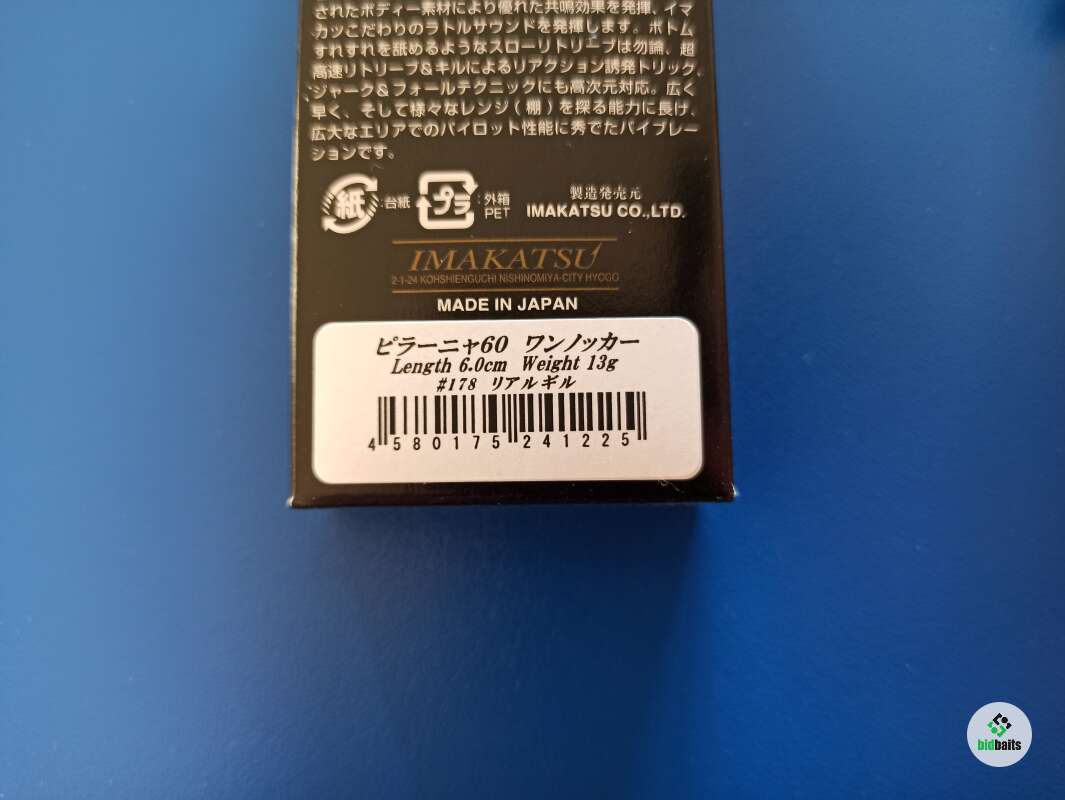 されたボディー素材により優れた共鳴効果を発揮、イマ
カツこだわりのラトルサウンドを発揮します。ボトム
すれすれを舐めるようなスローリトリーブは勿論、超
高速リトリーブ&キルによるリアクション誘発トリック、
ジャーク&フォールテクニックにも高次元対応。広く
早く、そして様々なレンジ(棚)を探る能力に長け、
広大なエリアでのパイロット性能に秀でたバイブレー
ションです。
紙 :台紙 プラ :外箱 PET
製造発売元
IMAKATSU CO.,LTD.
IMAKATSU
2-1-24 KOHSHIENGUCHI NISHINOMIYA-CITY HYOGO
MADE IN JAPAN
ピラーニャ60 ワンノッカー
Length 6.0cm Weight 13g
#178 リアルギル
4 580175 241225
bidbaits